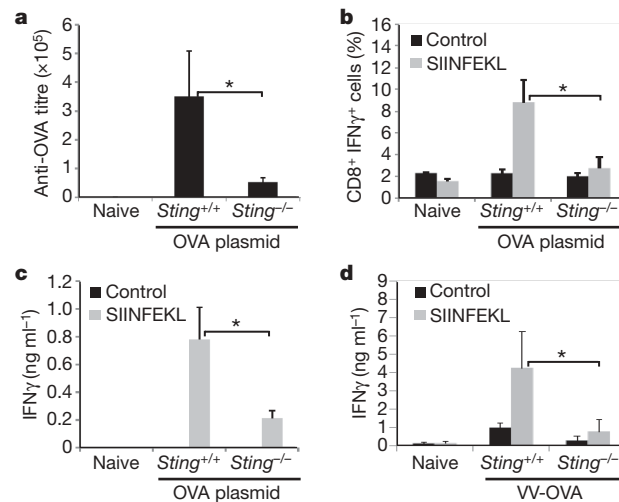 a
Anti-OVA titre (×10⁵)
6
5
4
3
2
1
0
*
Naive Sting+/+ Sting−/−
OVA plasmid
b
CD8+ IFNγ+ cells (%)
16
14
12
10
8
6
4
2
0
Control
SIINFEKL
*
Naive Sting+/+ Sting−/−
OVA plasmid
c
IFNγ (ng ml−1)
1.2
1.0
0.8
0.6
0.4
0.2
0
Control
SIINFEKL
*
Naive Sting+/+ Sting−/−
OVA plasmid
d
IFNγ (ng ml−1)
9
8
7
6
5
4
3
2
1
0
Control
SIINFEKL
*
Naive Sting+/+ Sting−/−
VV-OVA